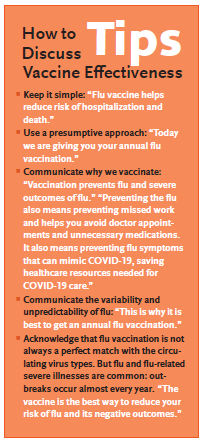 How to Tips
Discuss
Vaccine Effectiveness
Keep it simple: “Flu vaccine helps
reduce risk of hospitalization and
death.”
Use a presumptive approach: “Today
we are giving you your annual flu
vaccination.”
Communicate why we vaccinate:
“Vaccination prevents flu and severe
outcomes of flu.” “Preventing the flu
also means preventing missed work
and helps you avoid doctor appoint-
ments and unnecessary medications.
It also means preventing flu symptoms
that can mimic COVID-19, saving
healthcare resources needed for
COVID-19 care.”
Communicate the variability and
unpredictability of flu: “This is why it is
best to get an annual flu vaccination.”
Acknowledge that flu vaccination is not
always a perfect match with the circu-
lating virus types. But flu and flu-related
severe illnesses are common: out-
breaks occur almost every year. “The
vaccine is the best way to reduce your
risk of flu and its negative outcomes.”